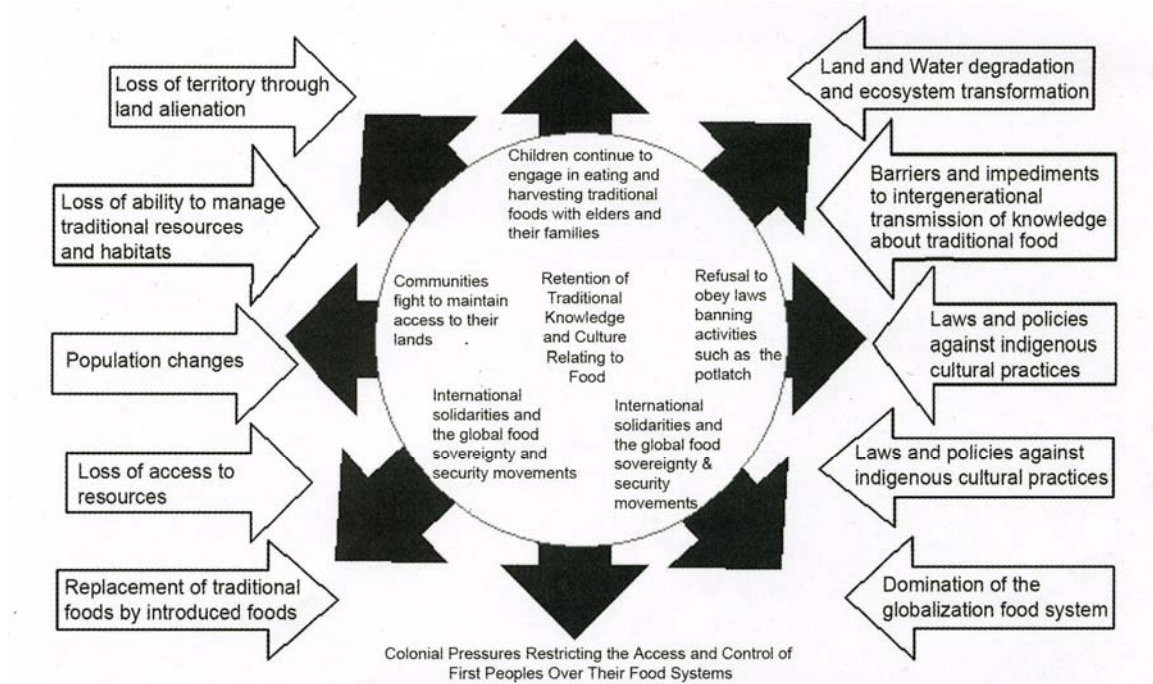 Loss of territory through
land alienation
Loss of ability to manage
traditional resources
and habitats
Population changes
Loss of access to
resources
Replacement of traditional
foods by introduced foods
Children continue to
engage in eating and
harvesting traditional
foods with elders and
their families
Communities
fight to maintain
access to their
lands
Retention of
Traditional
Knowledge
and Culture
Relating to
Food
Refusal to
obey laws
banning
activities
such as the
potlatch
International
solidarities and
the global food
sovereignty and
security movements
International
solidarities and
the global food
sovereignty &
security
movements
Land and Water degradation
and ecosystem transformation
Barriers and impediments
to intergenerational
transmission of knowledge
about traditional food
Laws and policies
against indigenous
cultural practices
Laws and policies against
indigenous cultural practices
Domination of the
globalization food system
Colonial Pressures Restricting the Access and Control of
First Peoples Over Their Food Systems